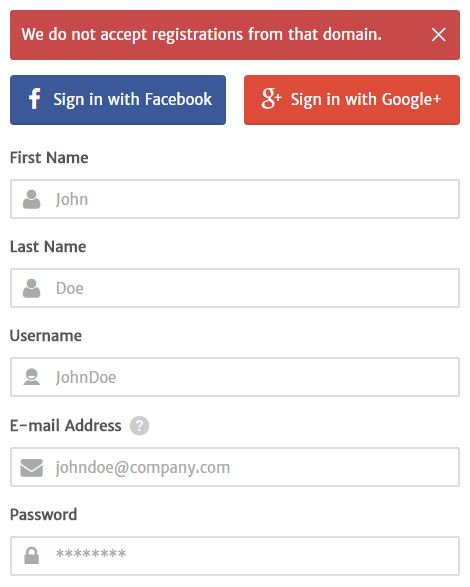 We do not accept registrations from that domain.
Sign in with Facebook
Sign in with Google+
First Name
John
Last Name
Doe
Username
JohnDoe
E-mail Address ?
johndoe@company.com
Password
********